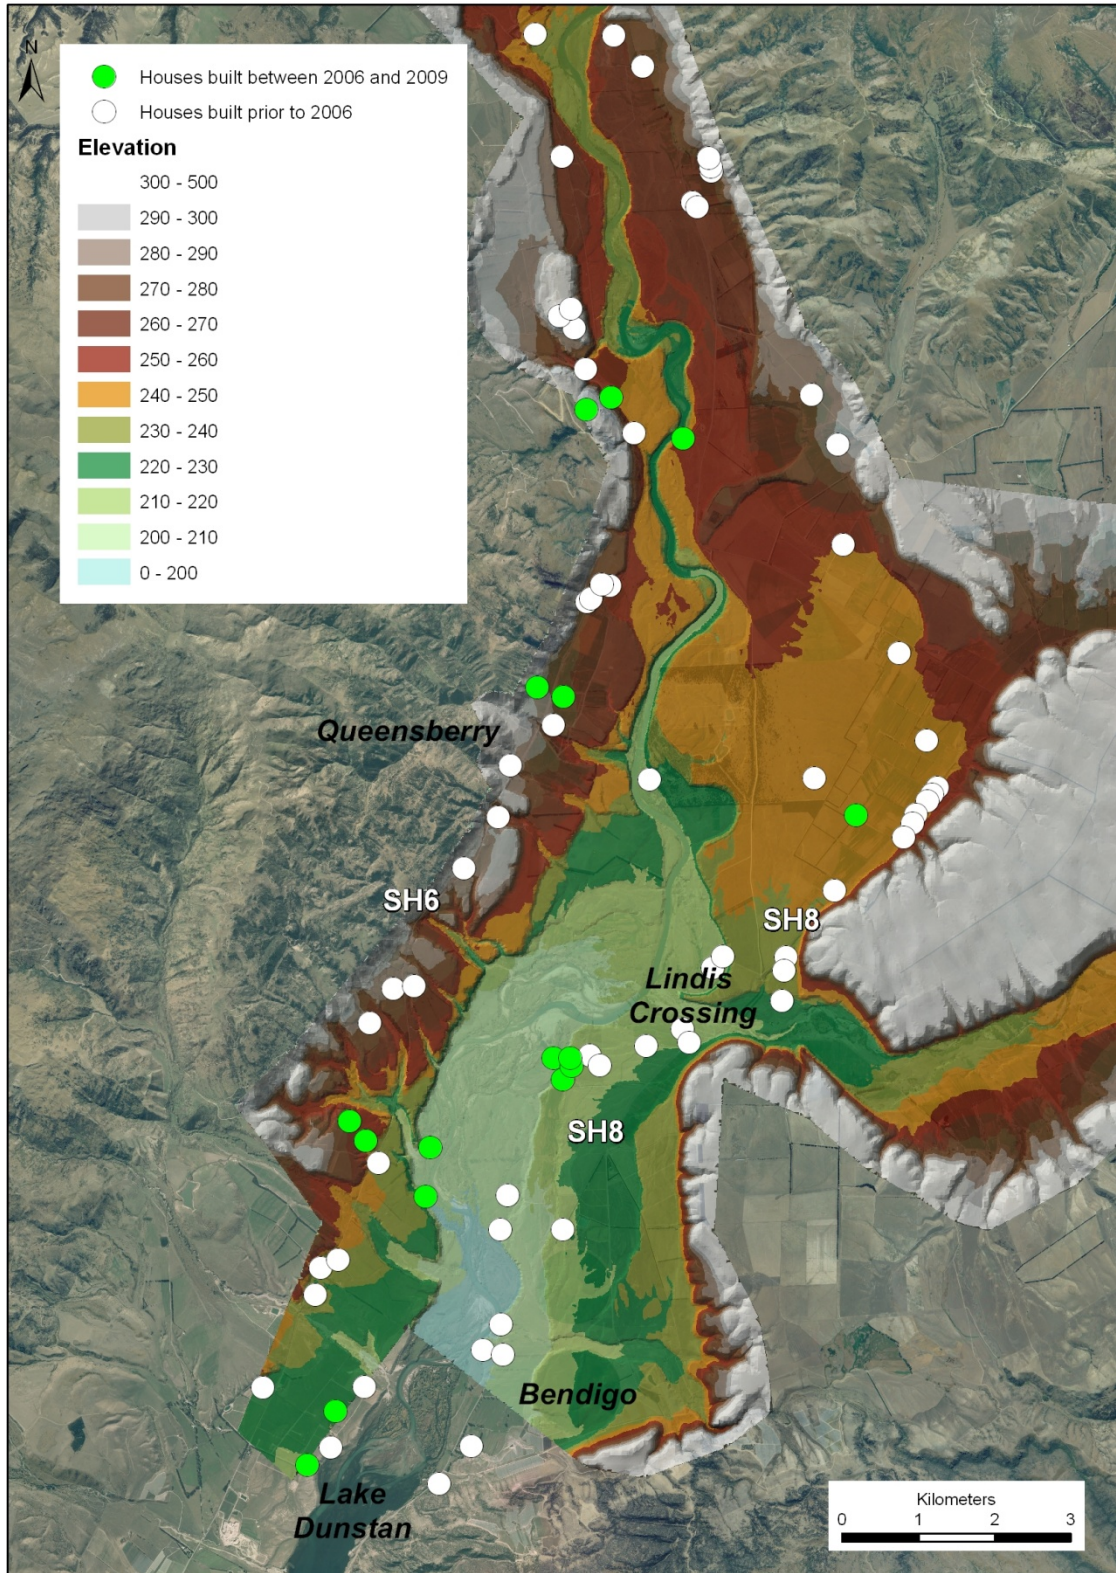 N
Houses built between 2006 and 2009
Houses built prior to 2006
Elevation
300 - 500
290 - 300
280 - 290
270 - 280
260 - 270
250 - 260
240 - 250
230 - 240
220 - 230
210 - 220
200 - 210
0 - 200
Queensberry
SH6
SH8
Lindis
Crossing
SH8
Bendigo
Lake
Dunstan
Kilometers
0 1 2 3